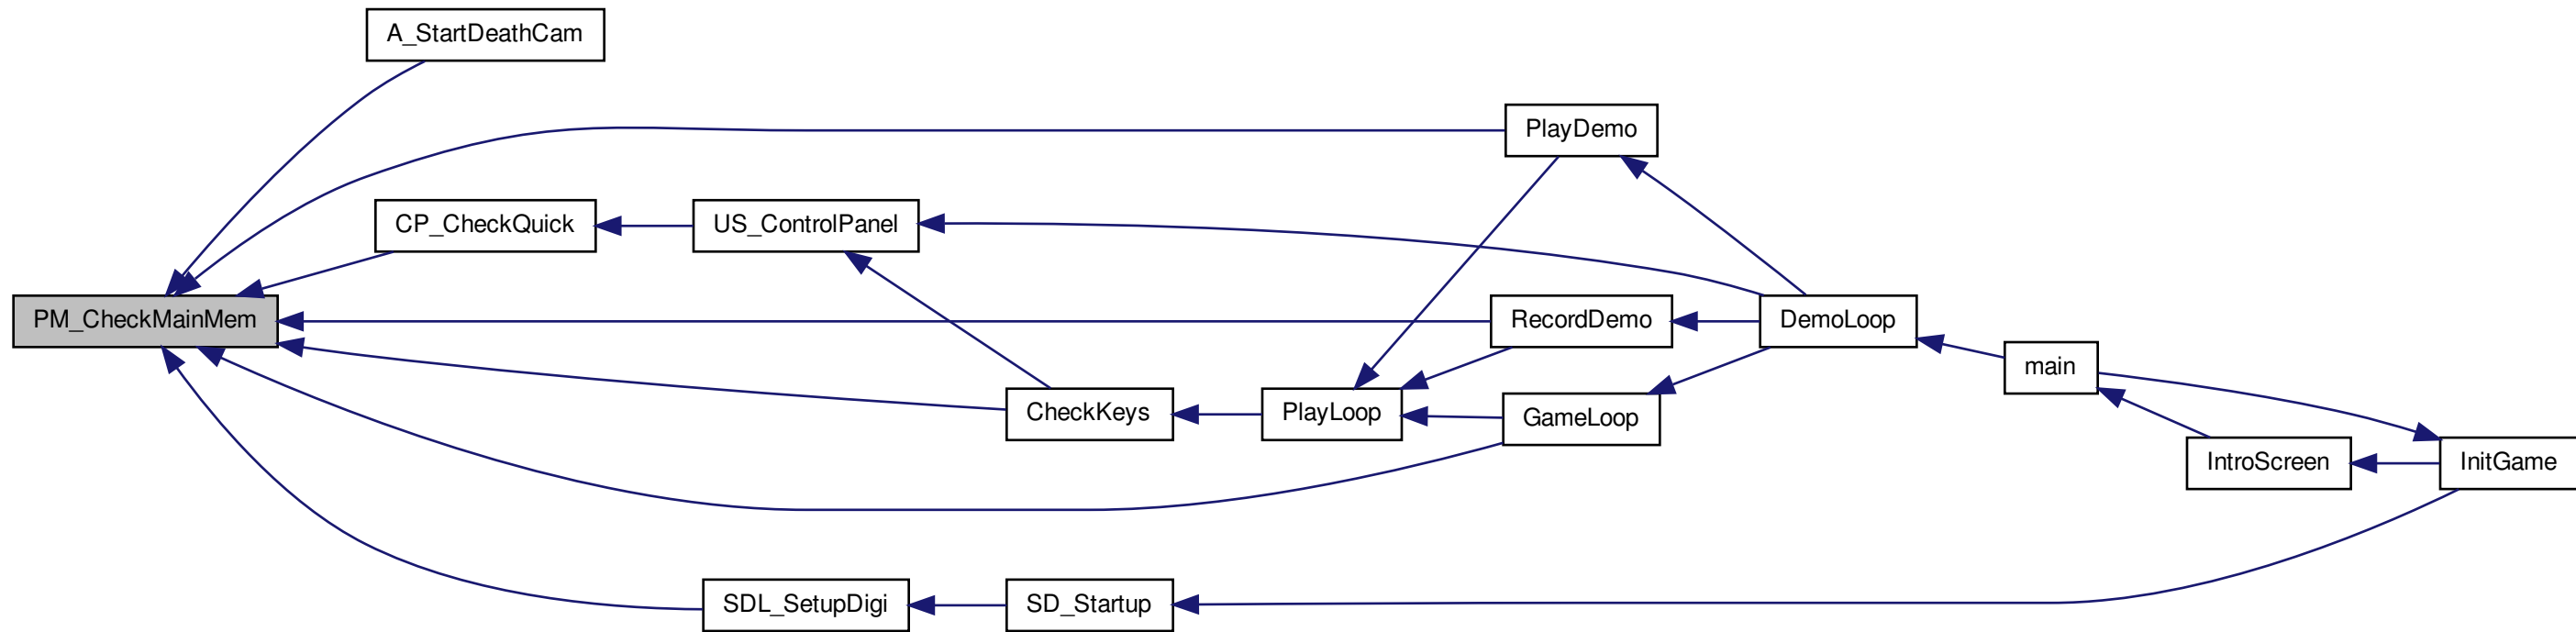 A_StartDeathCam
PlayDemo
CP_CheckQuick
US_ControlPanel
PM_CheckMainMem
RecordDemo
DemoLoop
main
CheckKeys
PlayLoop
GameLoop
IntroScreen
InitGame
SDL_SetupDigi
SD_Startup